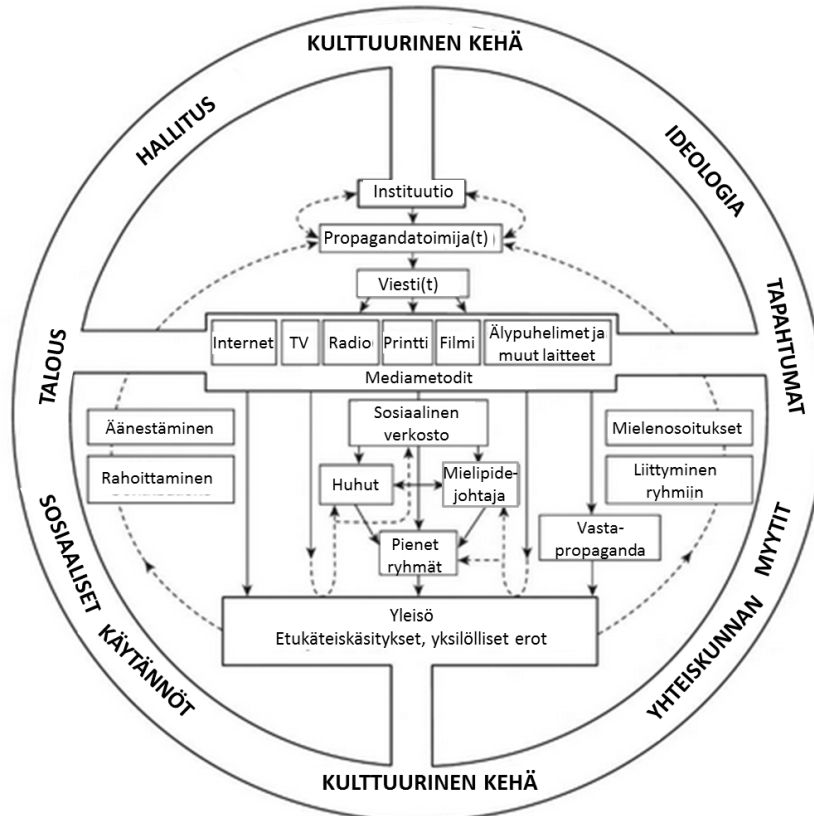 KULTTUURINEN KEHÄ
HALLITUS
IDEOLOGIA
Instituutio
Propagandatoimija(t)
Viesti(t)
TALOUS
TAPAHTUMAT
Internet
TV
Radio
Printti
Filmi
Älypuhelimet ja
muut laitteet
Mediametodit
Äänestäminen
Rahoittaminen
Sosiaalinen
verkosto
Huhut
Mielipide-
johtaja
Pienet
ryhmät
Mielenosoitukset
Liittyminen
ryhmiin
Vasta-
propaganda
Yleisö
Etukäteiskäsitykset, yksilölliset erot
SOSIAALISET KÄYTÄNNÖT
YHTEISKUNNAN MYYTIT
KULTTUURINEN KEHÄ